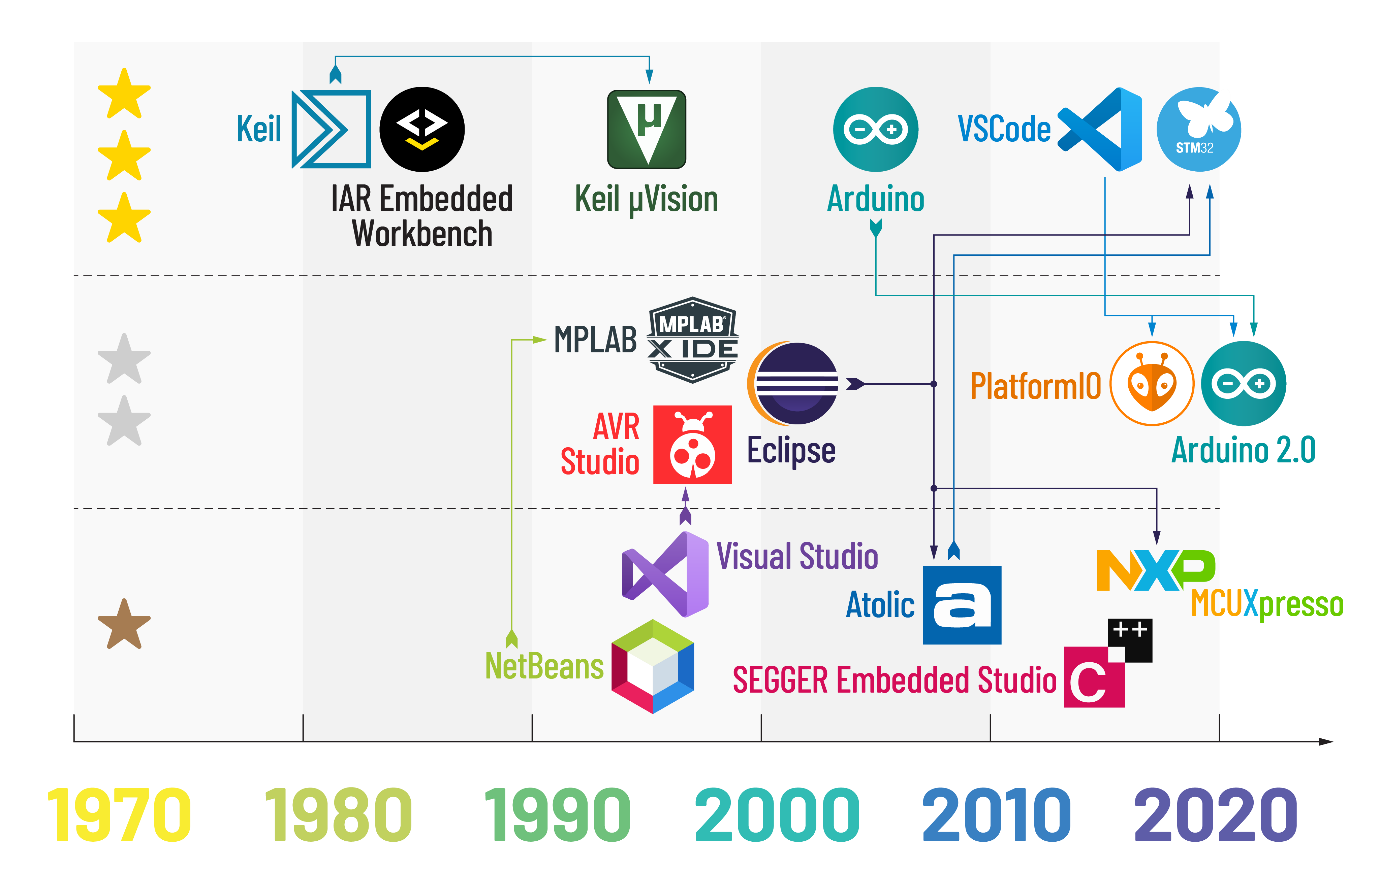 Keil
IAR Embedded
Workbench
µ
Keil µVision
Arduino
VSCode
STM32
MPLAB
MPLAB
X IDE
AVR
Studio
Eclipse
PlatformIO
Arduino 2.0
Visual Studio
Atolic
a
NXP
MCUXpresso
NetBeans
SEGGER Embedded Studio
C
++
1970
1980
1990
2000
2010
2020